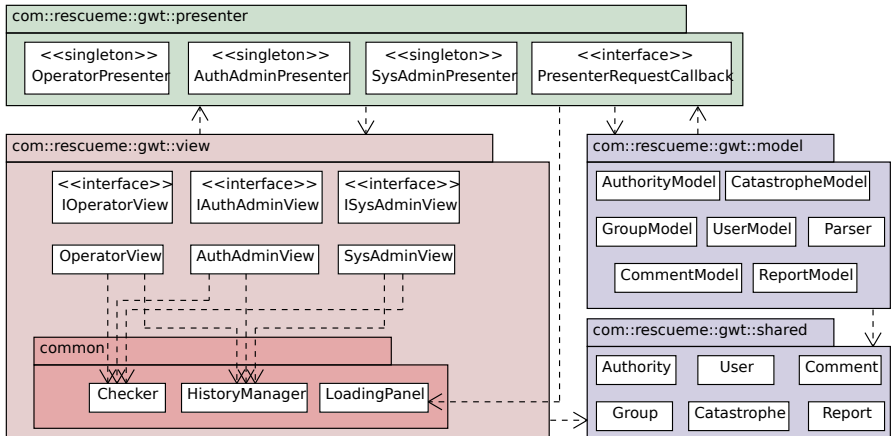 com::rescueme::gwt::presenter
<<singleton>>
OperatorPresenter
<<singleton>>
AuthAdminPresenter
<<singleton>>
SysAdminPresenter
<<interface>>
PresenterRequestCallback
com::rescueme::gwt::view
<<interface>>
IOperatorView
<<interface>>
IAuthAdminView
<<interface>>
ISysAdminView
OperatorView
AuthAdminView
SysAdminView
common
Checker
HistoryManager
LoadingPanel
com::rescueme::gwt::model
AuthorityModel
CatastropheModel
GroupModel
UserModel
Parser
CommentModel
ReportModel
com::rescueme::gwt::shared
Authority
User
Comment
Group
Catastrophe
Report